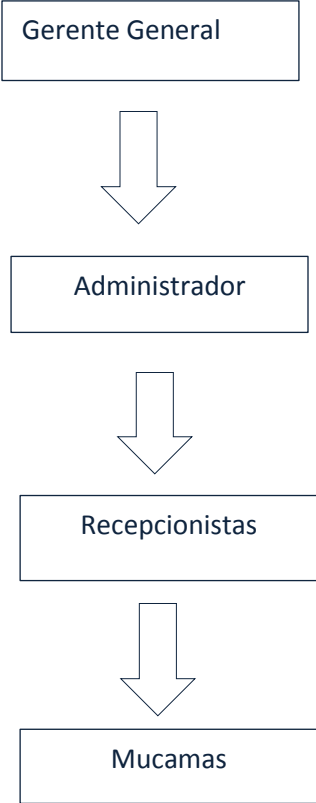 Gerente General
Administrador
Recepcionistas
Mucamas